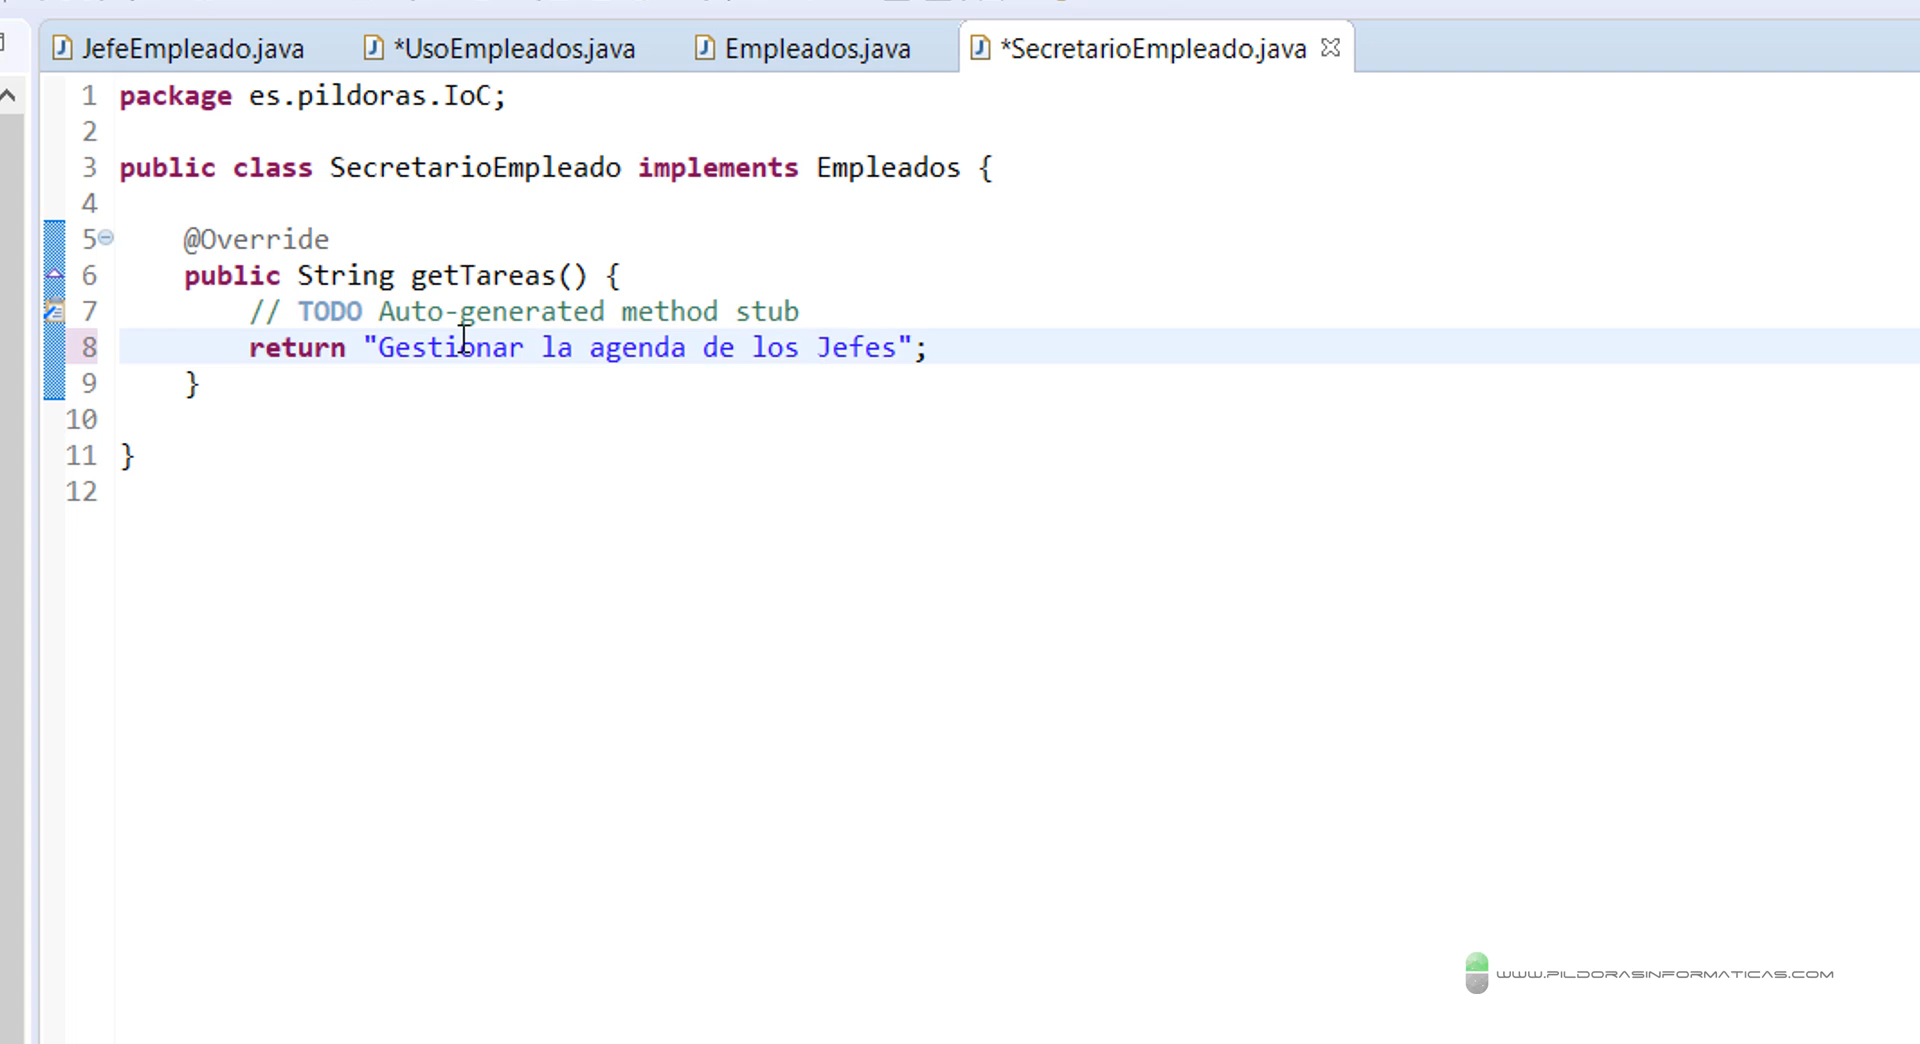 JefeEmpleado.java *UsoEmpleados.java Empleados.java *SecretarioEmpleado.java
1 package es.pildoras.IoC;
2
3 public class SecretarioEmpleado implements Empleados {
4
5 @Override
6 public String getTareas() {
7 // TODO Auto-generated method stub
8 return "Gestionar la agenda de los Jefes";
9 }
10
11 }
12
WWW.PILDORASINFORMATICAS.COM